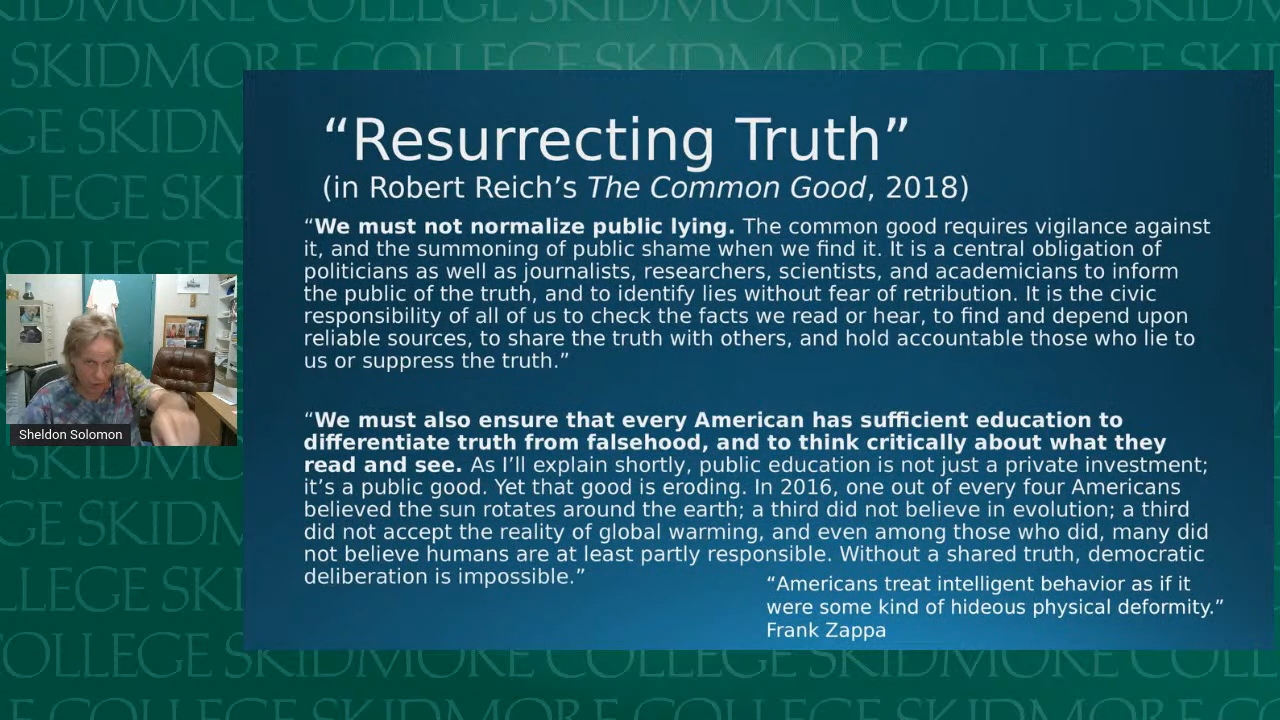 “Resurrecting Truth”
(in Robert Reich’s The Common Good, 2018)
“We must not normalize public lying. The common good requires vigilance against
it, and the summoning of public shame when we find it. It is a central obligation of
politicians as well as journalists, researchers, scientists, and academicians to inform
the public of the truth, and to identify lies without fear of retribution. It is the civic
responsibility of all of us to check the facts we read or hear, to find and depend upon
reliable sources, to share the truth with others, and hold accountable those who lie to
us or suppress the truth.”
“We must also ensure that every American has sufficient education to
differentiate truth from falsehood, and to think critically about what they
read and see. As I’ll explain shortly, public education is not just a private investment;
it’s a public good. Yet that good is eroding. In 2016, one out of every four Americans
believed the sun rotates around the earth; a third did not believe in evolution; a third
did not accept the reality of global warming, and even among those who did, many did
not believe humans are at least partly responsible. Without a shared truth, democratic
deliberation is impossible.”
“Americans treat intelligent behavior as if it
were some kind of hideous physical deformity.”
Frank Zappa
Sheldon Solomon
SKIDMORE COLLEGE